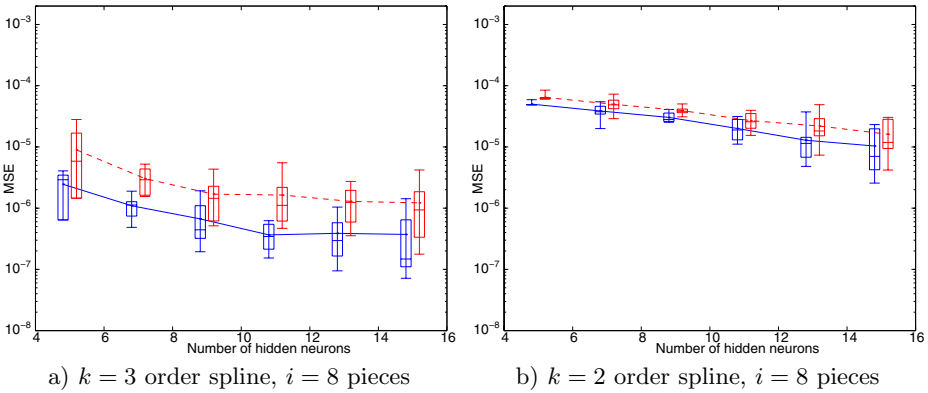 10⁻³
10⁻⁴
10⁻⁵
10⁻⁶
10⁻⁷
10⁻⁸
MSE
4 6 8 10 12 14 16
Number of hidden neurons
a) k = 3 order spline, i = 8 pieces
10⁻³
10⁻⁴
10⁻⁵
10⁻⁶
10⁻⁷
10⁻⁸
MSE
4 6 8 10 12 14 16
Number of hidden neurons
b) k = 2 order spline, i = 8 pieces